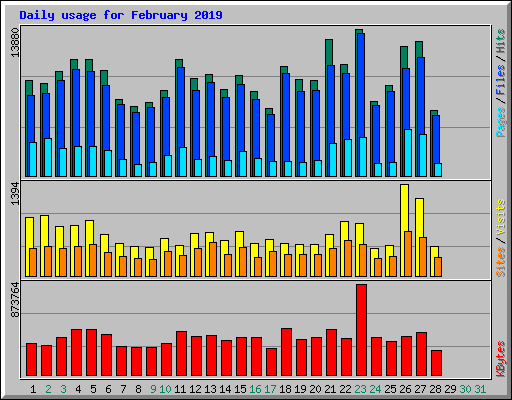 Daily usage for February 2019
13880
Pages / Files / Hits
1394
Sites / Visits
873764
KBytes
1 2 3 4 5 6 7 8 9 10 11 12 13 14 15 16 17 18 19 20 21 22 23 24 25 26 27 28 29 30 31